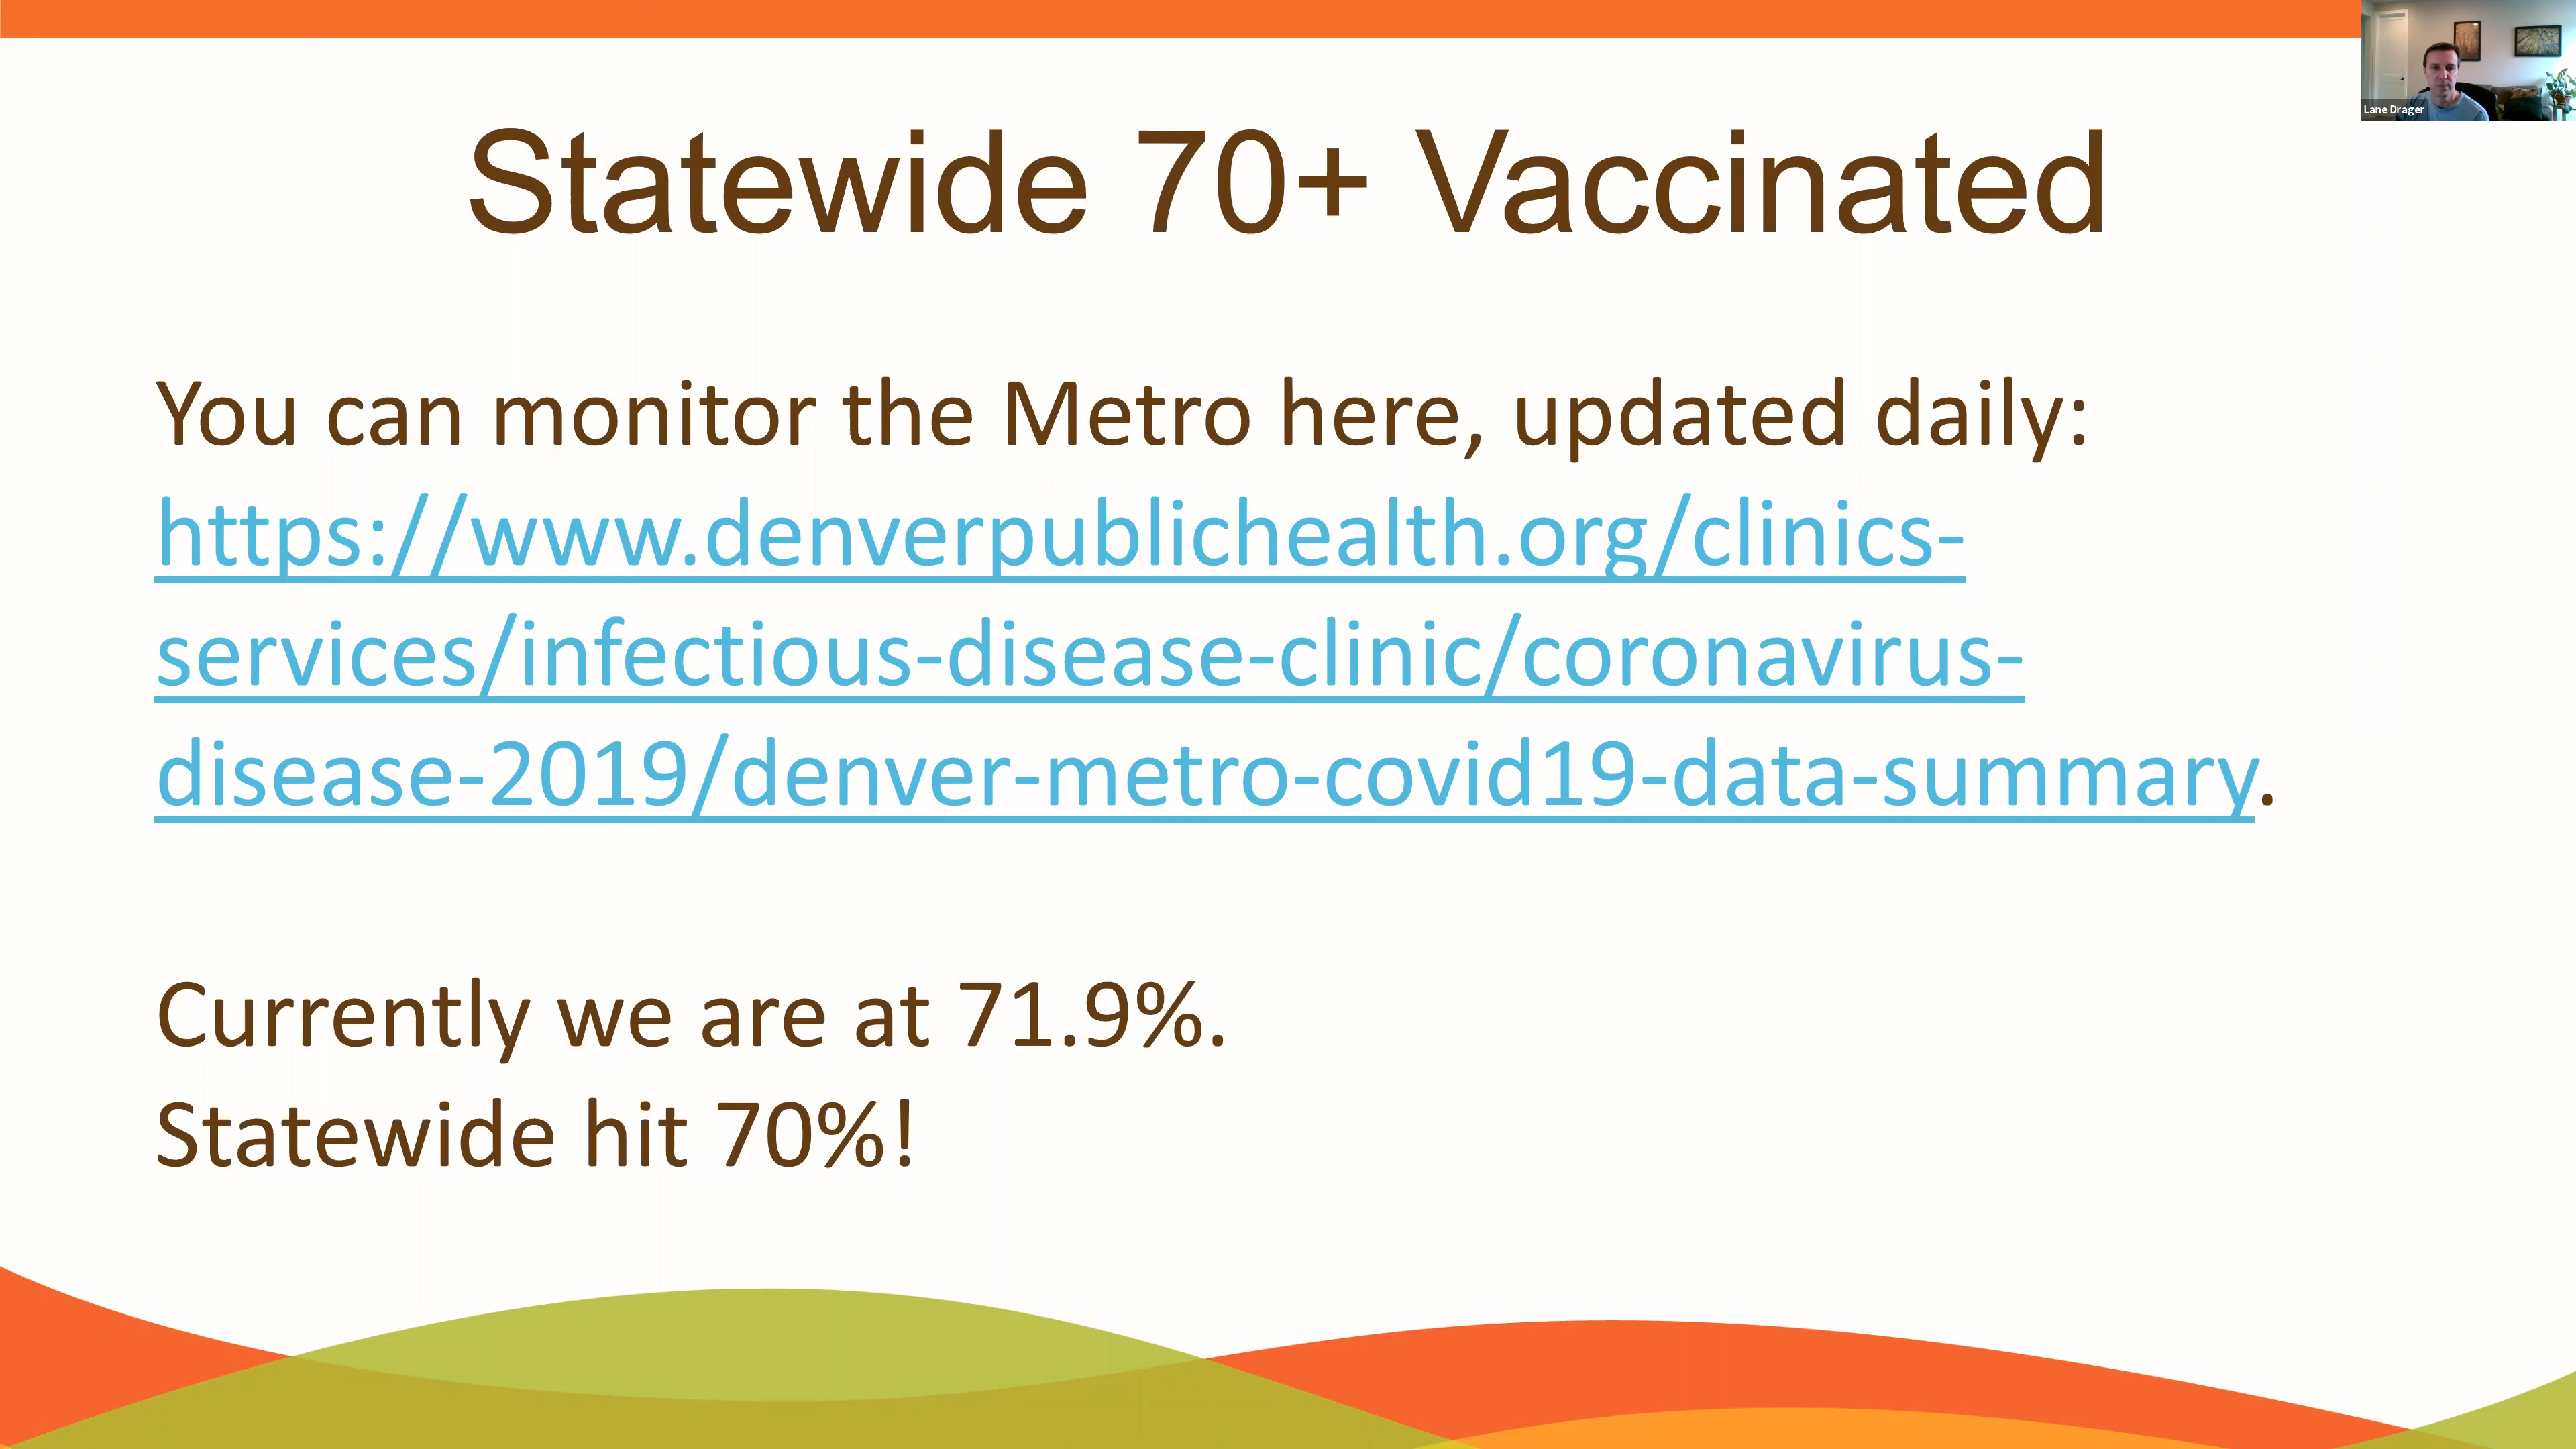 Lane Drager
Statewide 70+ Vaccinated
You can monitor the Metro here, updated daily:
https://www.denverpublichealth.org/clinics-
services/infectious-disease-clinic/coronavirus-
disease-2019/denver-metro-covid19-data-summary.
Currently we are at 71.9%.
Statewide hit 70%!